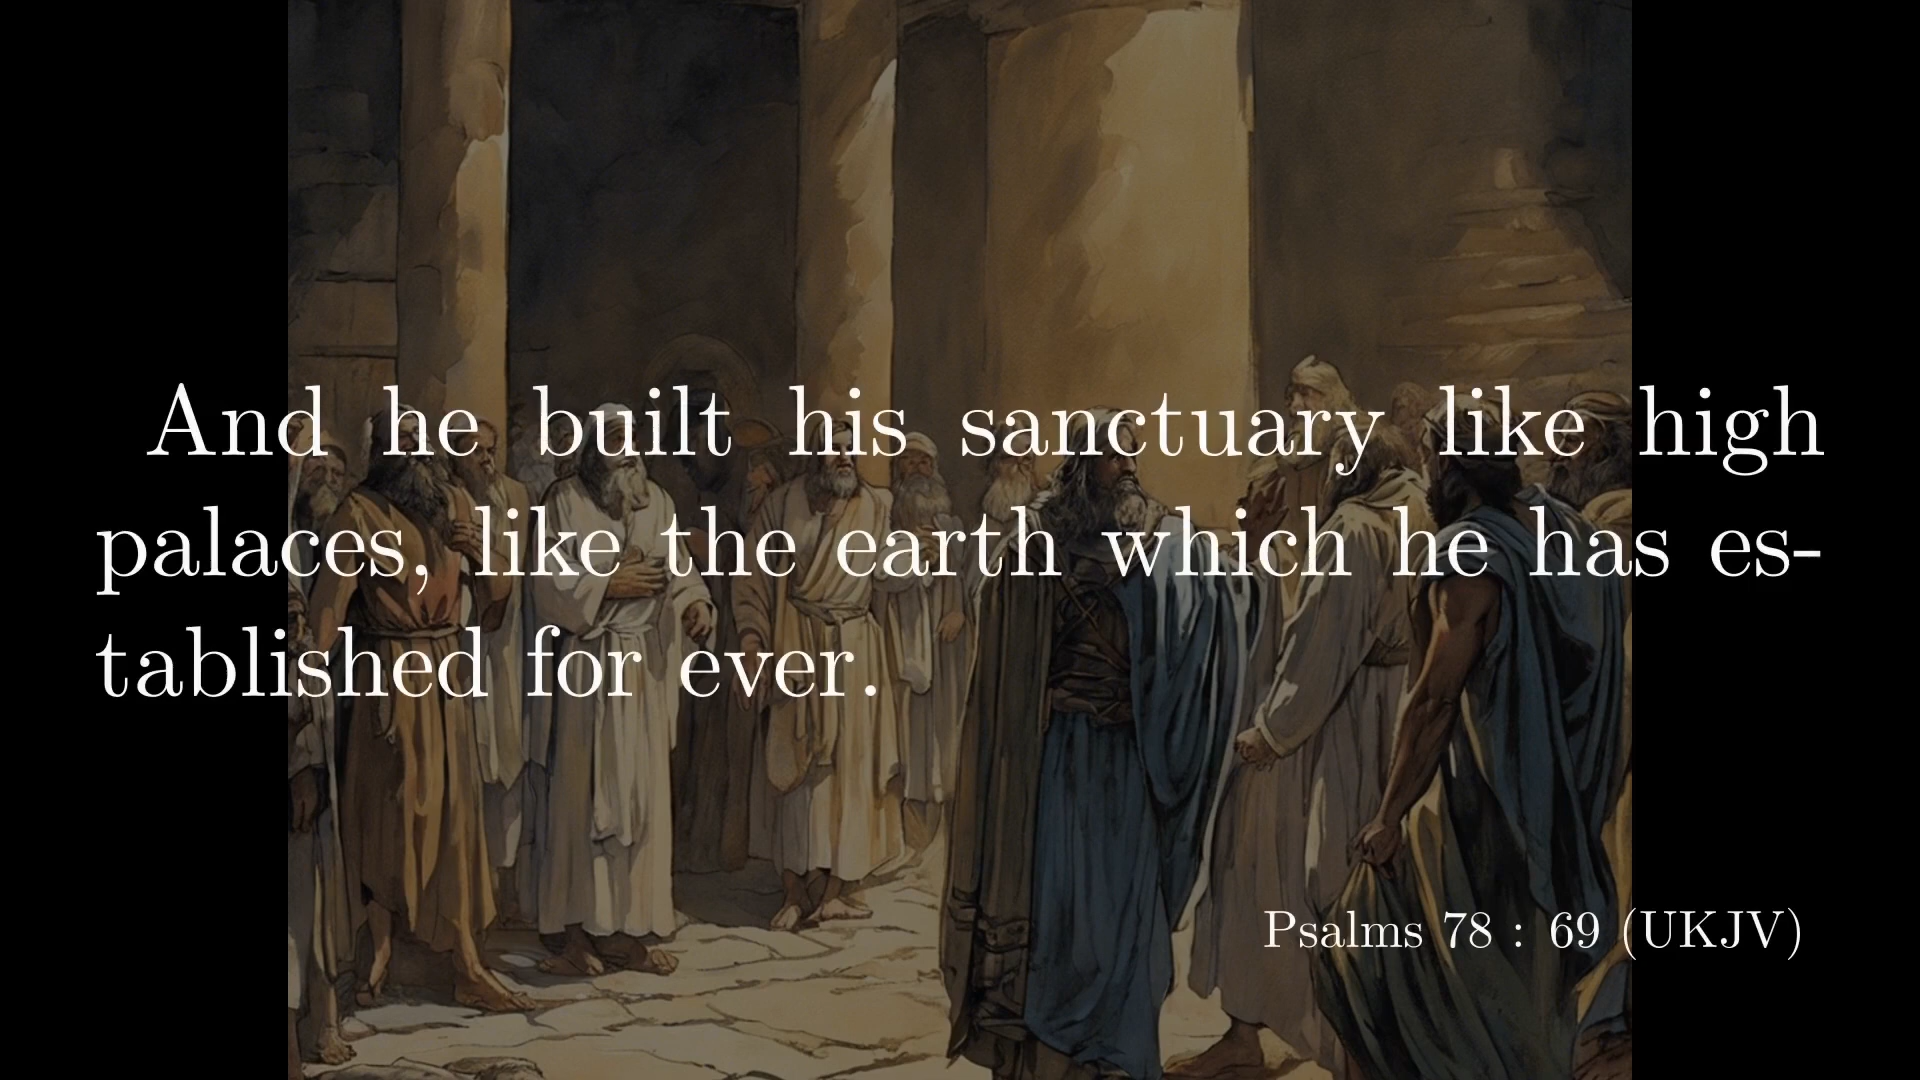 And he built his sanctuary like high
palaces, like the earth which he has es-
tablished for ever.
Psalms 78 : 69 (UKJV)